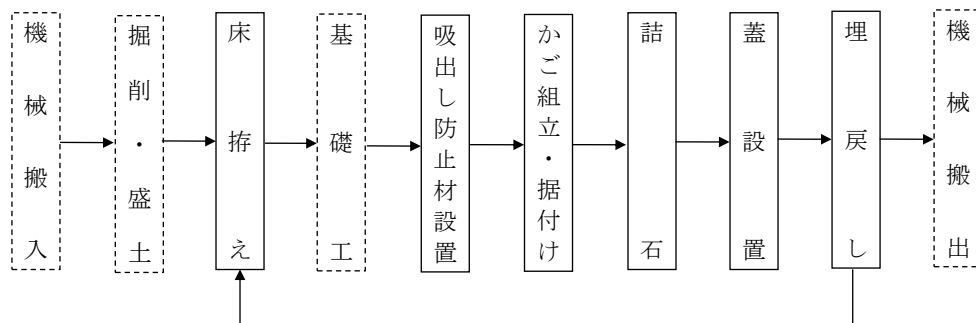 機械搬入
掘削・盛土
床拵え
基礎工
吸出し防止材設置
かご組立・据付け
詰石
蓋設置
埋戻し
機械搬出